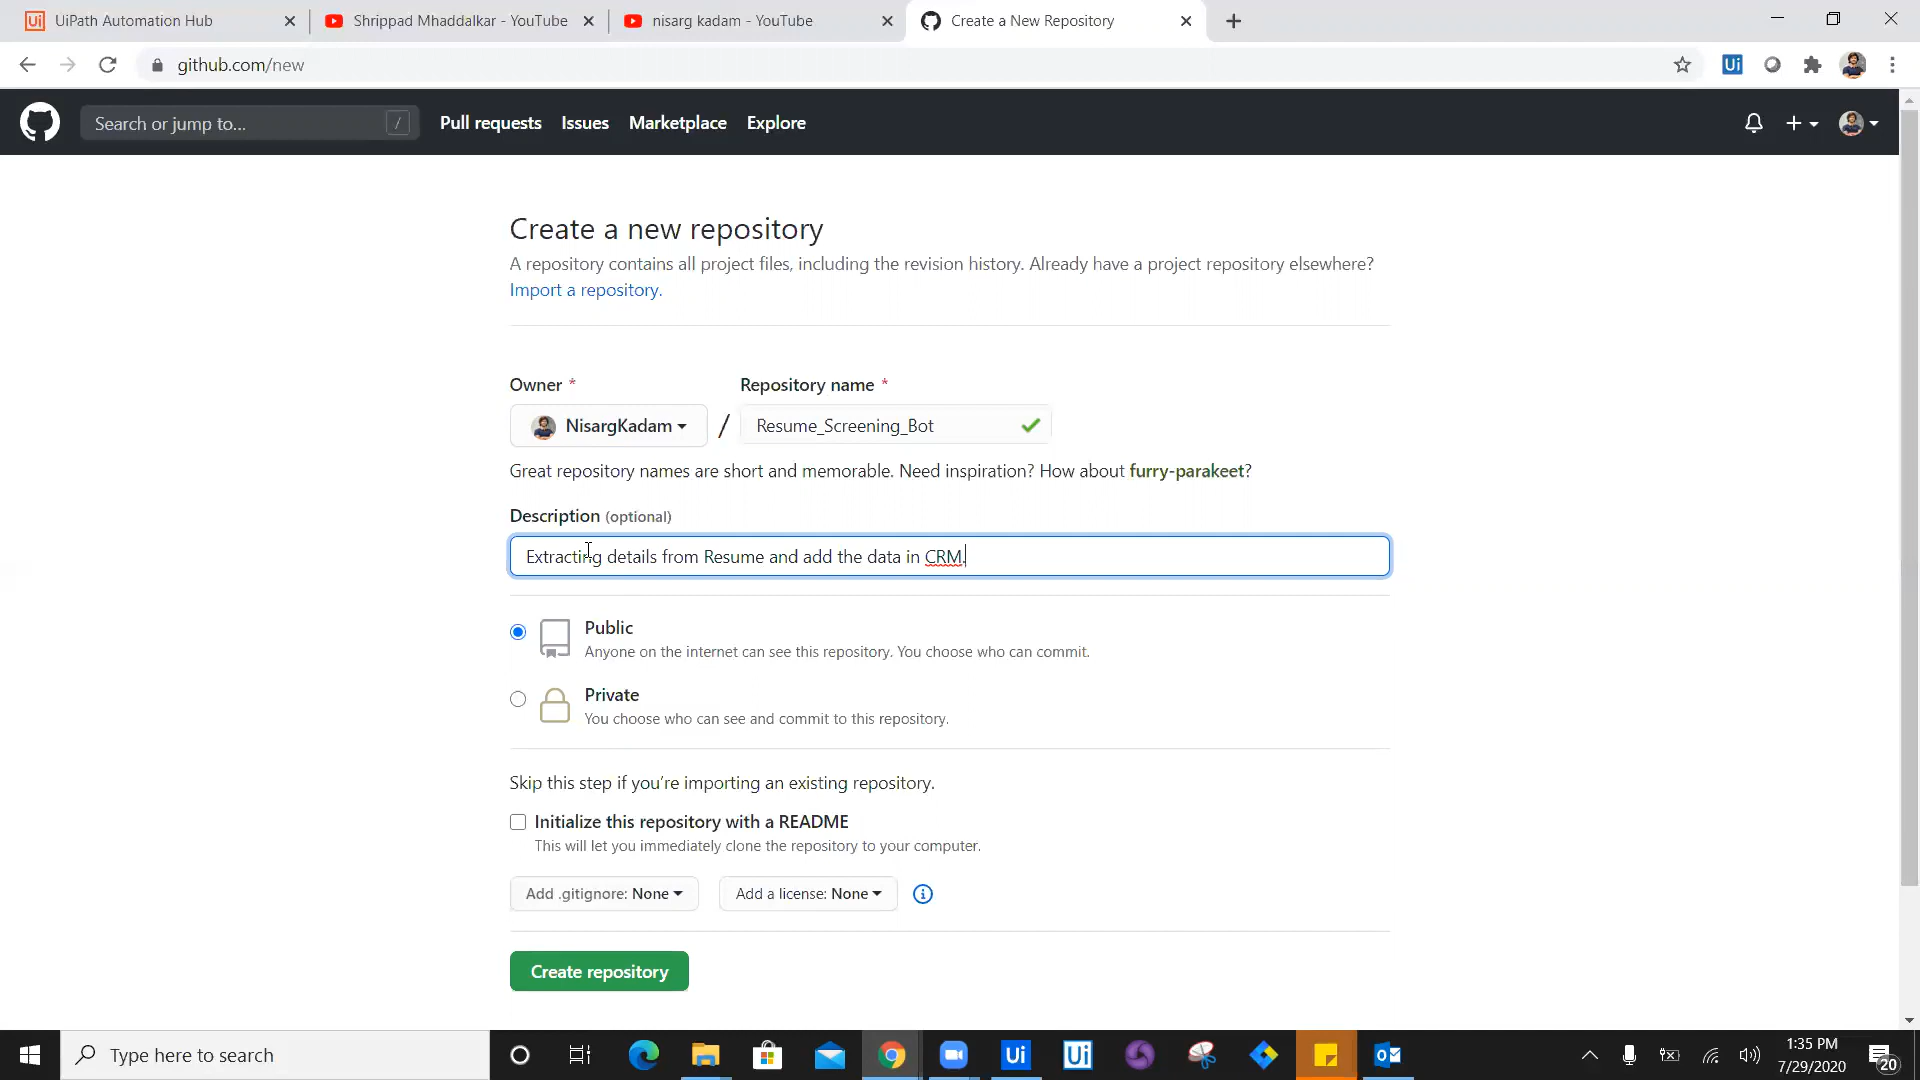 UiPath Automation Hub
Shrippad Mhaddalkar - YouTube
nisarg kadam - YouTube
Create a New Repository
github.com/new
Ui
Search or jump to...
/
Pull requests
Issues
Marketplace
Explore
Create a new repository
A repository contains all project files, including the revision history. Already have a project repository elsewhere?
Import a repository.
Owner *
Repository name *
NisargKadam
/
Resume_Screening_Bot
Great repository names are short and memorable. Need inspiration? How about furry-parakeet?
Description (optional)
Extracting details from Resume and add the data in CRM.
Public
Anyone on the internet can see this repository. You choose who can commit.
Private
You choose who can see and commit to this repository.
Skip this step if you’re importing an existing repository.
Initialize this repository with a README
This will let you immediately clone the repository to your computer.
Add .gitignore: None
Add a license: None
Create repository
Type here to search
Ui
Ui
1:35 PM
7/29/2020
20